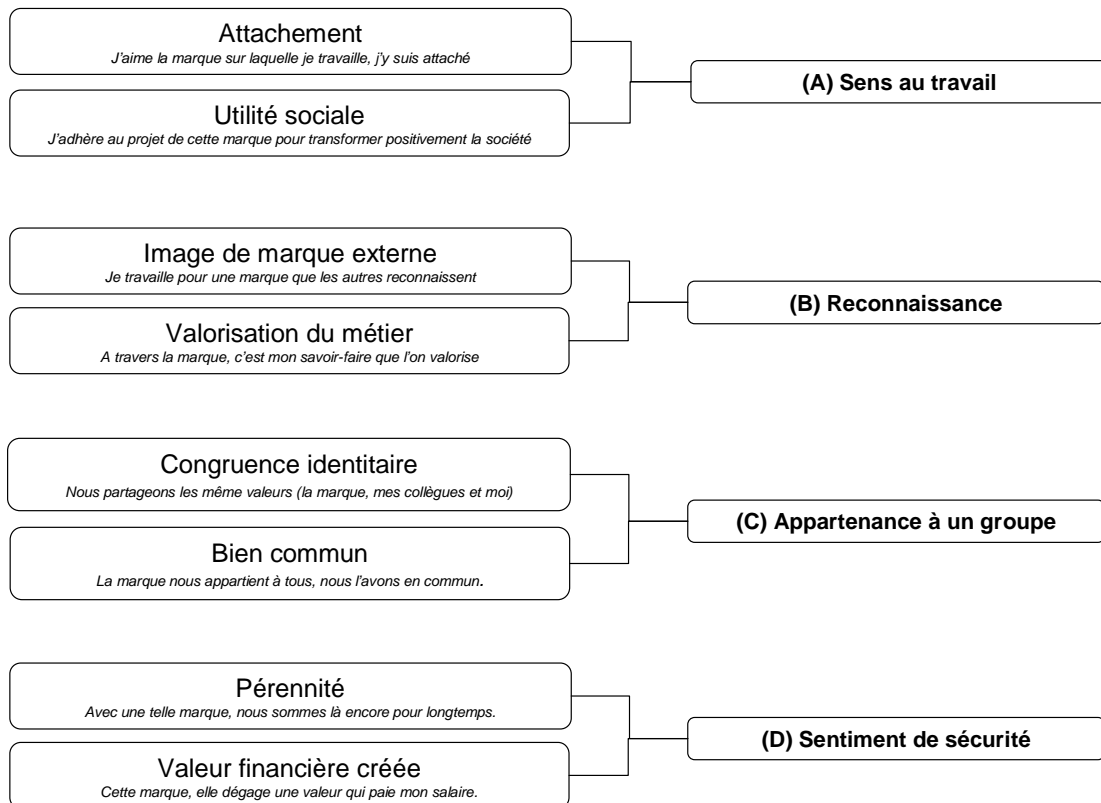 Attachement
J'aime la marque sur laquelle je travaille, j'y suis attaché
(A) Sens au travail
Utilité sociale
J'adhère au projet de cette marque pour transformer positivement la société
Image de marque externe
Je travaille pour une marque que les autres reconnaissent
(B) Reconnaissance
Valorisation du métier
A travers la marque, c'est mon savoir-faire que l'on valorise
Congruence identitaire
Nous partageons les même valeurs (la marque, mes collègues et moi)
(C) Appartenance à un groupe
Bien commun
La marque nous appartient à tous, nous l'avons en commun.
Pérennité
Avec une telle marque, nous sommes là encore pour longtemps.
(D) Sentiment de sécurité
Valeur financière créée
Cette marque, elle dégage une valeur qui paie mon salaire.